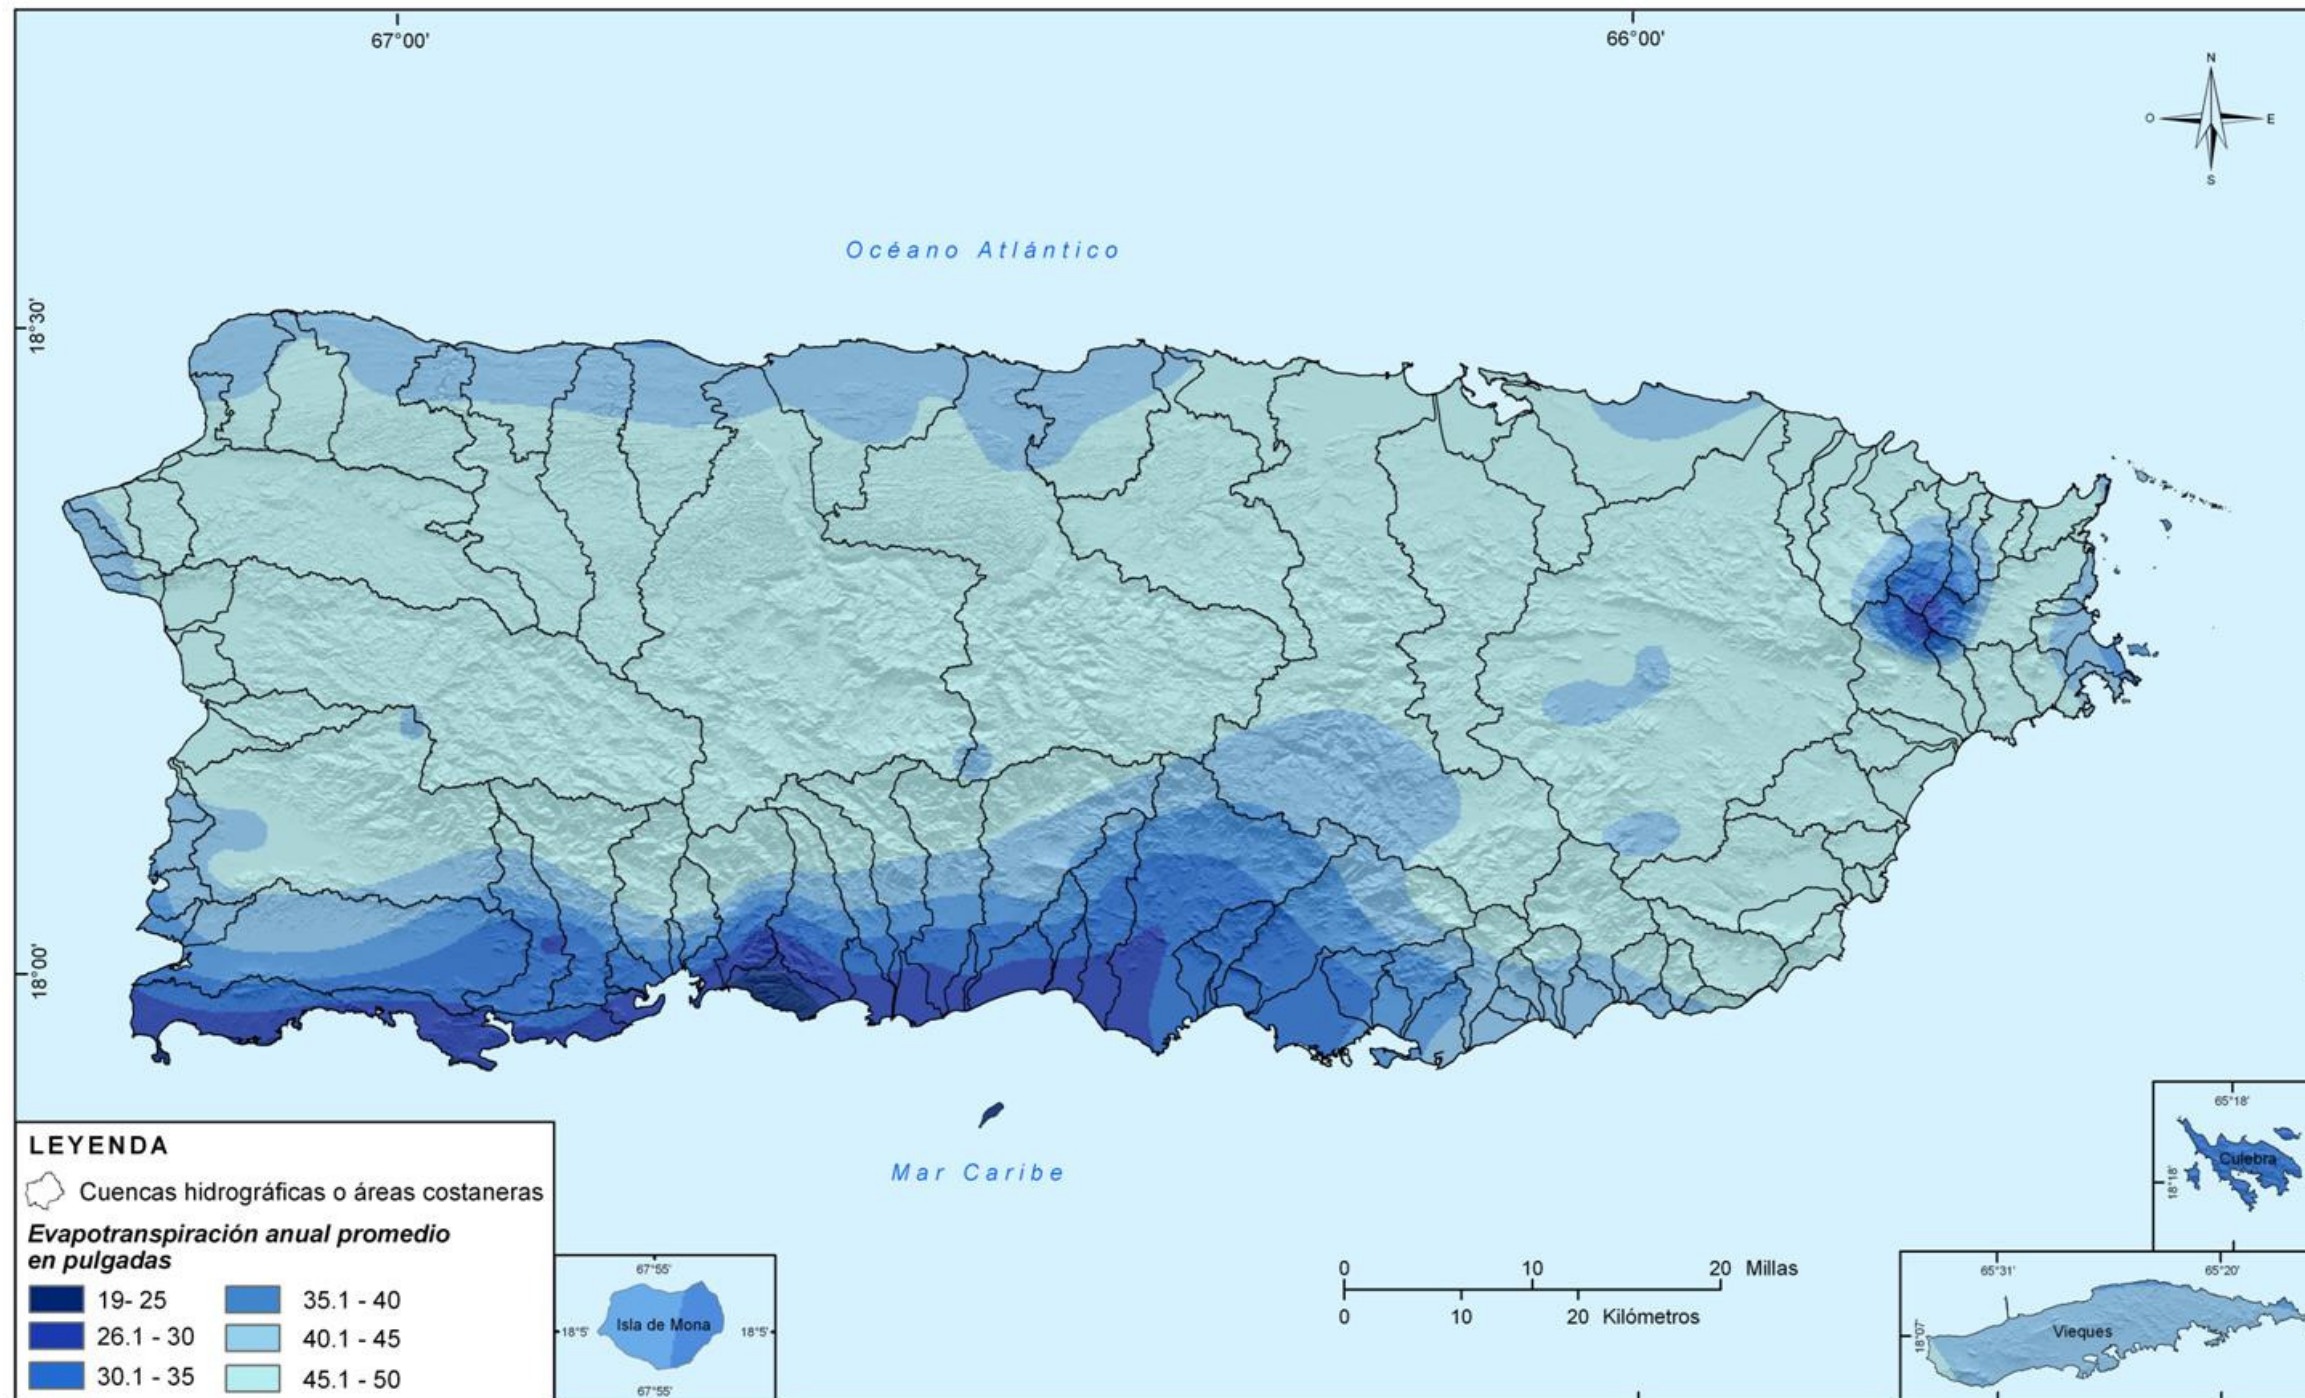 67°00'
66°00'
N
O
E
S
Océano Atlántico
18°30'
18°00'
Mar Caribe
LEYENDA
Cuencas hidrográficas o áreas costaneras
Evapotranspiración anual promedio
en pulgadas
19- 25
35.1 - 40
26.1 - 30
40.1 - 45
30.1 - 35
45.1 - 50
67°55'
18°5'
Isla de Mona
18°5'
67°55'
0 10 20 Millas
0 10 20 Kilómetros
65°18'
Culebra
18°18'
65°31'
65°20'
Vieques
18°07'